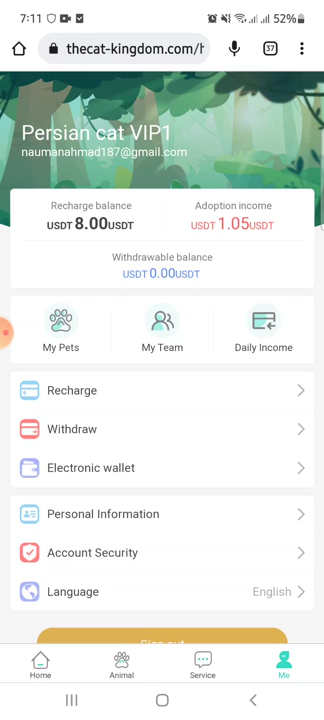 7:11
52%
thecat-kingdom.com/h
37
Persian cat VIP1
naumanahmad187@gmail.com
Recharge balance
USDT 8.00USDT
Adoption income
USDT 1.05USDT
Withdrawable balance
USDT 0.00USDT
My Pets
My Team
Daily Income
Recharge
Withdraw
Electronic wallet
Personal Information
Account Security
Language
English
Sign out
Home
Animal
Service
Me